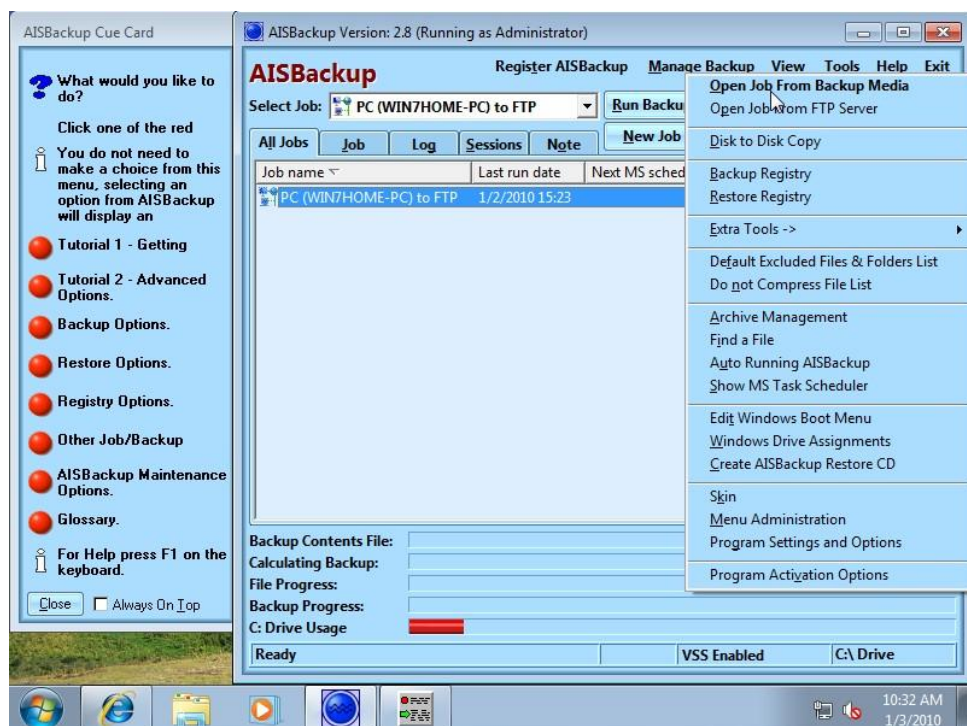 AISBackup Cue Card
What would you like to
do?
Click one of the red
You do not need to
make a choice from this
menu, selecting an
option from AISBackup
will display an
Tutorial 1 - Getting
Tutorial 2 - Advanced
Options.
Backup Options.
Restore Options.
Registry Options.
Other Job/Backup
AISBackup Maintenance
Options.
Glossary.
For Help press F1 on the
keyboard.
Close Always On Top
AISBackup Version: 2.8 (Running as Administrator)
AISBackup
Register AISBackup Manage Backup View Tools Help Exit
Select Job: PC (WIN7HOME-PC) to FTP Run Backu
All Jobs Job Log Sessions Note New Job
Job name Last run date Next MS sched
PC (WIN7HOME-PC) to FTP 1/2/2010 15:23
Backup Contents File:
Calculating Backup:
File Progress:
Backup Progress:
C: Drive Usage
Ready VSS Enabled C:\ Drive
Open Job From Backup Media
Open Job From FTP Server
Disk to Disk Copy
Backup Registry
Restore Registry
Extra Tools ->
Default Excluded Files & Folders List
Do not Compress File List
Archive Management
Find a File
Auto Running AISBackup
Show MS Task Scheduler
Edit Windows Boot Menu
Windows Drive Assignments
Create AISBackup Restore CD
Skin
Menu Administration
Program Settings and Options
Program Activation Options
10:32 AM
1/3/2010